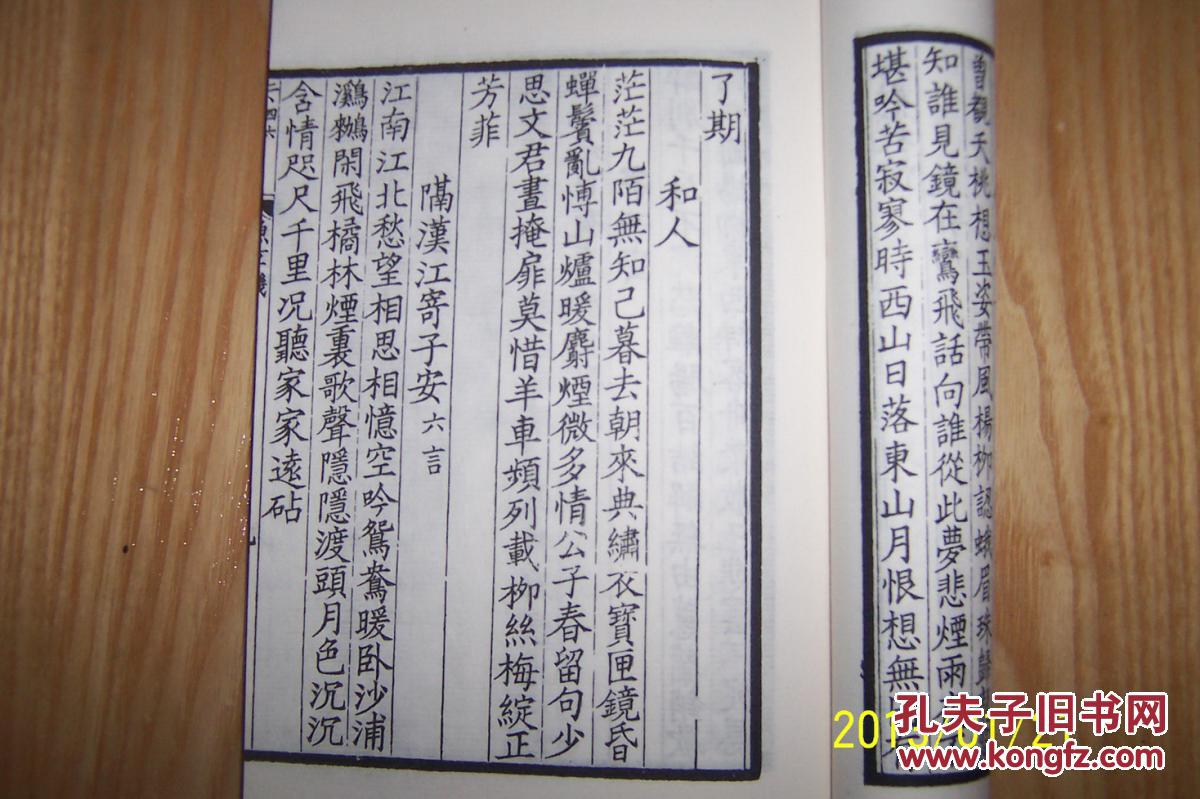 曾覩夭桃想玉姿帶風楊柳認蛾眉珠歸
知誰見鏡在鸞飛話向誰從此夢悲煙雨
堪吟苦寂寥時西山日落東山月恨想無
了期
和人
茫茫九陌無知己暮去朝來典繡衣寶匣鏡昏
蟬鬢亂愽山爐暖麝煙微多情公子春留句少
思文君晝掩扉莫惜羊車頻列載柳絲梅綻正
芳菲
隔漢江寄子安 六言
江南江北愁望相思相憶空吟鴛鴦暖卧沙浦
鸂鶒閑飛橘林煙裏歌聲隱隱渡頭月色沉沉
含情咫尺千里况聽家家遠砧
四六
孔夫子旧书网
www.kongfz.com